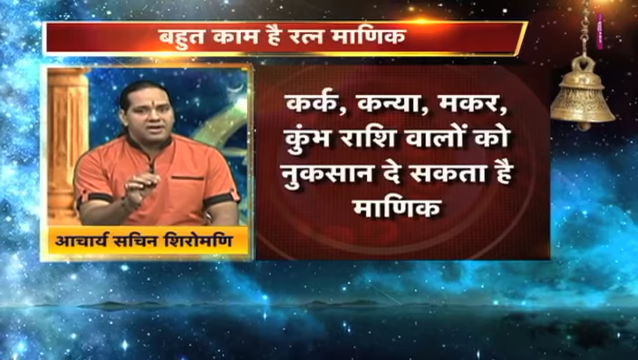 बहुत काम है रत्न माणिक
कर्क, कन्या, मकर,
कुंभ राशि वालों को
नुकसान दे सकता है
माणिक
आचार्य सचिन शिरोमणि